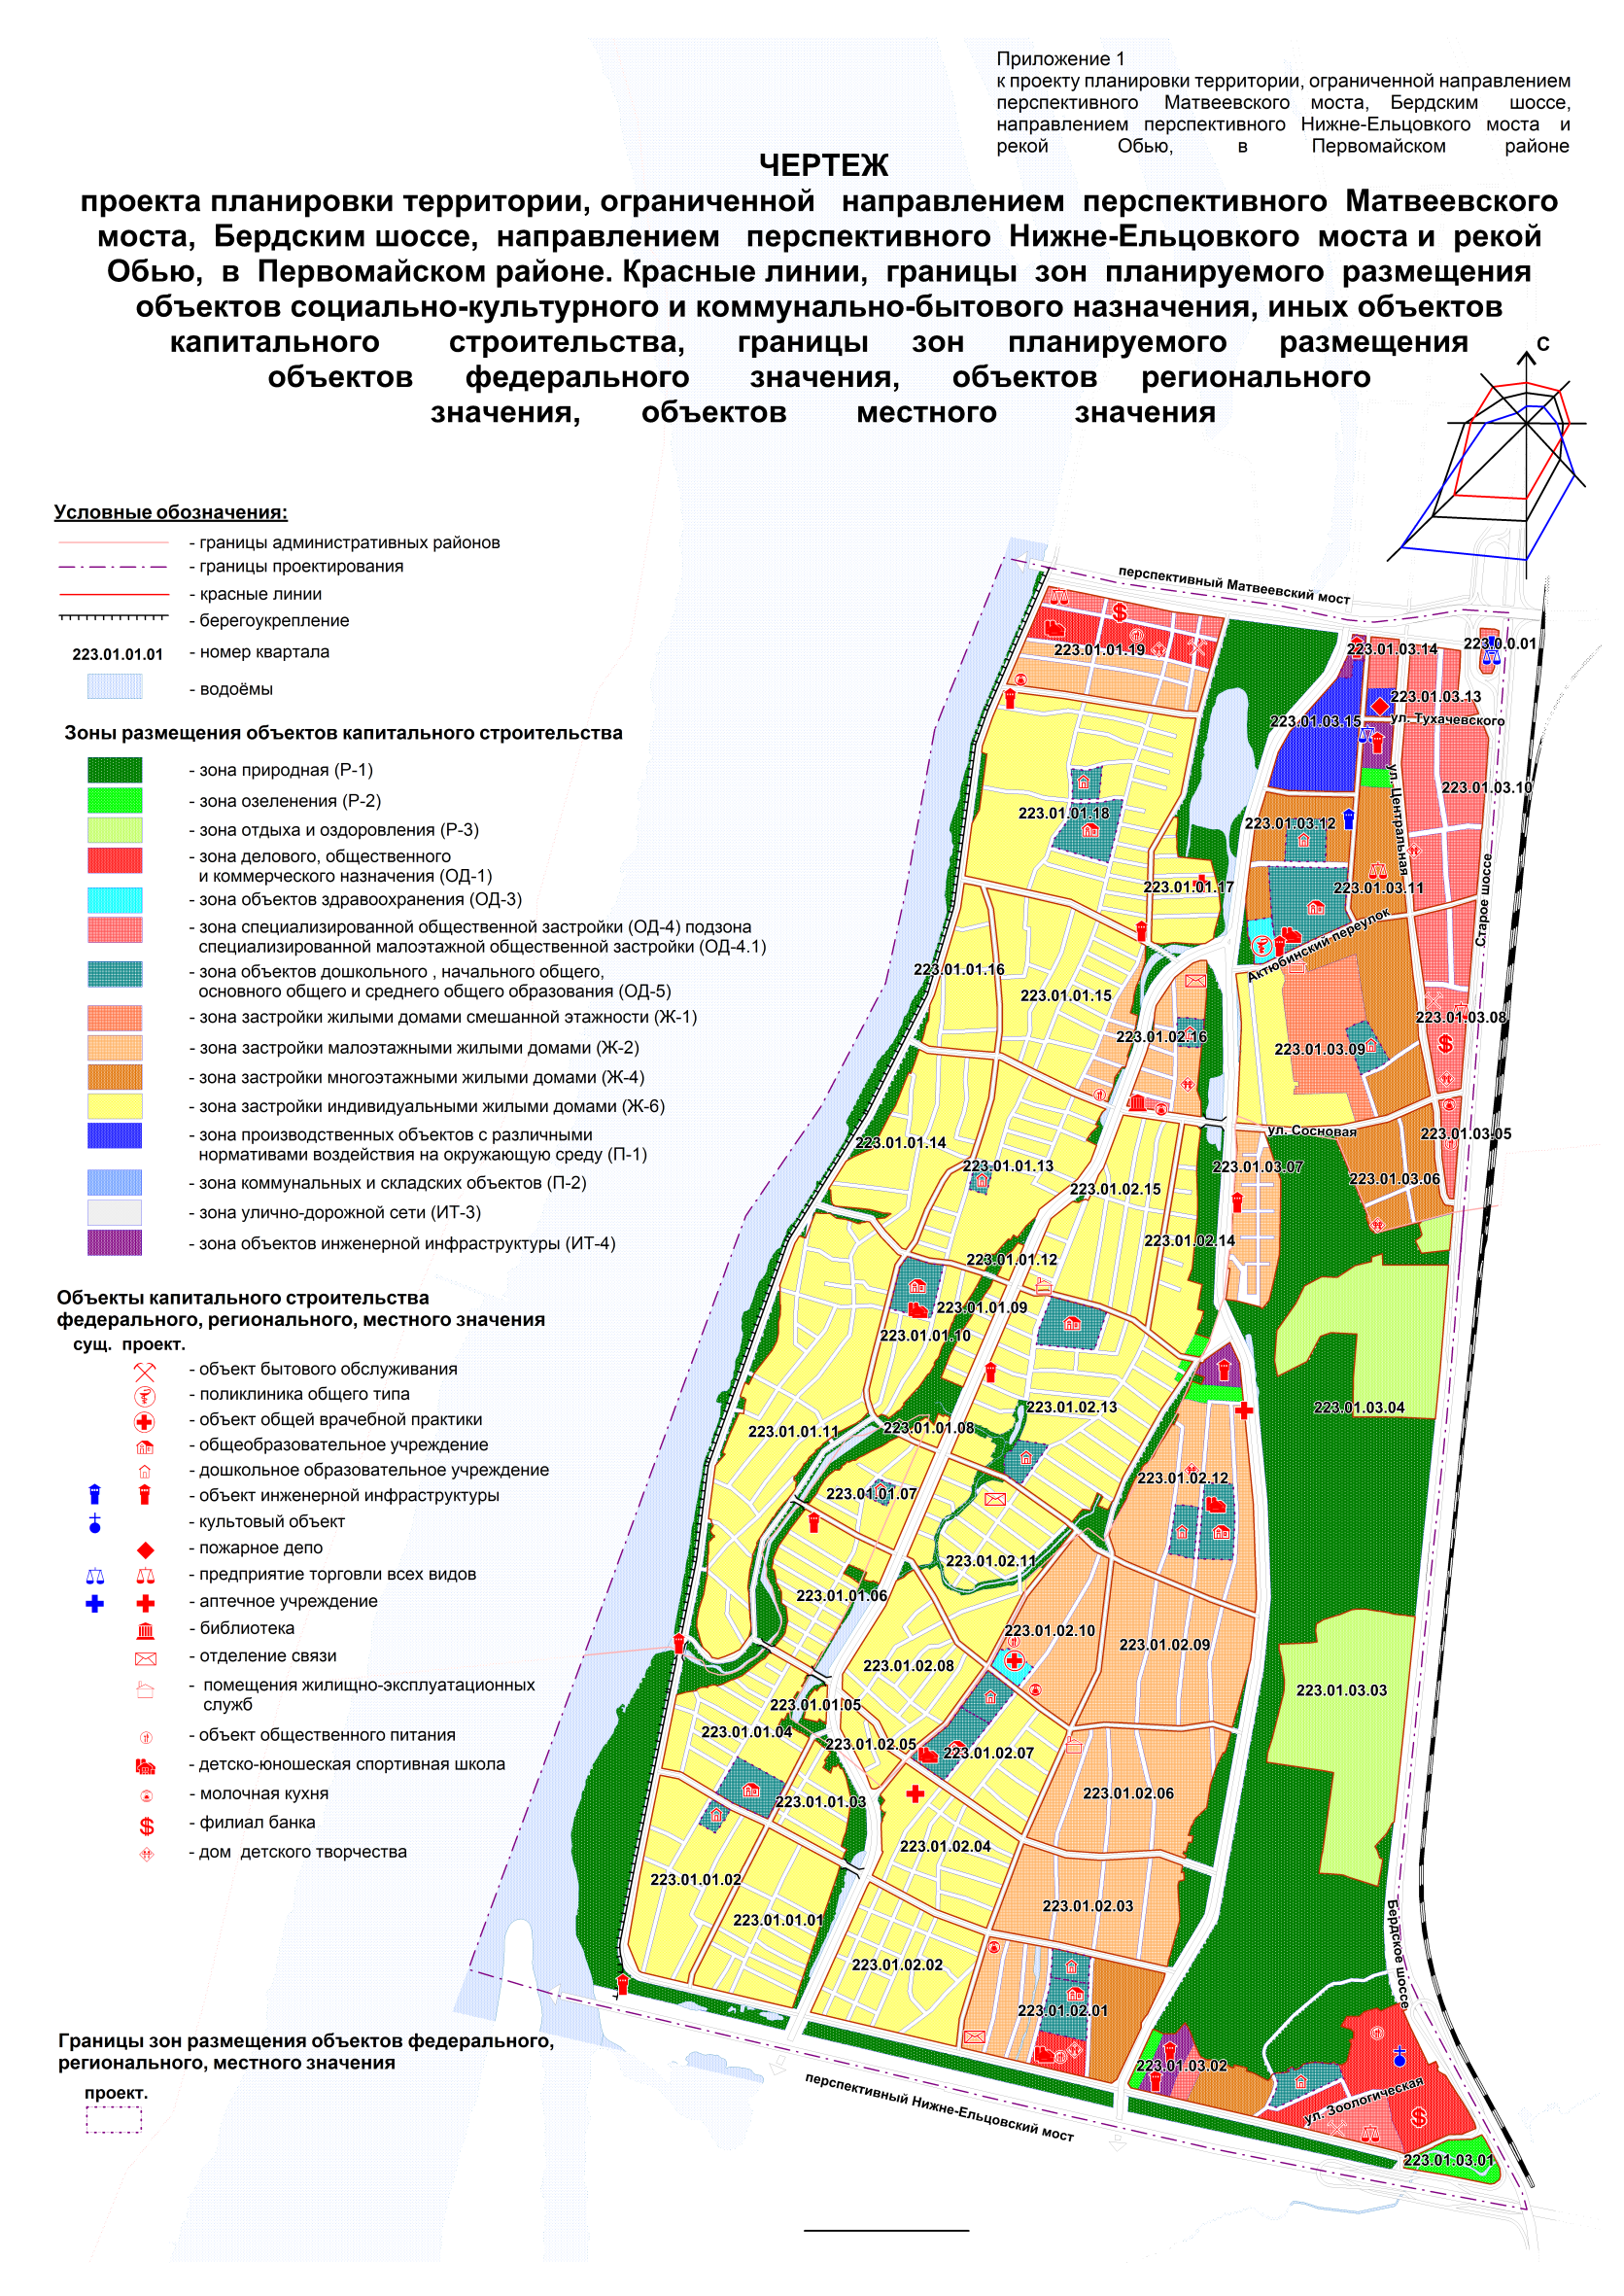 Приложение 1
к проекту планировки территории, ограниченной направлением
перспективного Матвеевского моста, Бердским шоссе,
направлением перспективного Нижне-Ельцовкого моста и
рекой Обью, в Первомайском районе
ЧЕРТЕЖ
проекта планировки территории, ограниченной направлением перспективного Матвеевского
моста, Бердским шоссе, направлением перспективного Нижне-Ельцовкого моста и рекой
Обью, в Первомайском районе. Красные линии, границы зон планируемого размещения
объектов социально-культурного и коммунально-бытового назначения, иных объектов
капитального строительства, границы зон планируемого размещения
объектов федерального значения, объектов регионального
значения, объектов местного значения
С
Условные обозначения:
- границы административных районов
- границы проектирования
- красные линии
- берегоукрепление
223.01.01.01 - номер квартала
- водоёмы
Зоны размещения объектов капитального строительства
- зона природная (Р-1)
- зона озеленения (Р-2)
- зона отдыха и оздоровления (Р-3)
- зона делового, общественного
и коммерческого назначения (ОД-1)
- зона объектов здравоохранения (ОД-3)
- зона специализированной общественной застройки (ОД-4) подзона
специализированной малоэтажной общественной застройки (ОД-4.1)
- зона объектов дошкольного , начального общего,
основного общего и среднего общего образования (ОД-5)
- зона застройки жилыми домами смешанной этажности (Ж-1)
- зона застройки малоэтажными жилыми домами (Ж-2)
- зона застройки многоэтажными жилыми домами (Ж-4)
- зона застройки индивидуальными жилыми домами (Ж-6)
- зона производственных объектов с различными
нормативами воздействия на окружающую среду (П-1)
- зона коммунальных и складских объектов (П-2)
- зона улично-дорожной сети (ИТ-3)
- зона объектов инженерной инфраструктуры (ИТ-4)
Объекты капитального строительства
федерального, регионального, местного значения
сущ. проект.
- объект бытового обслуживания
- поликлиника общего типа
- объект общей врачебной практики
- общеобразовательное учреждение
- дошкольное образовательное учреждение
- объект инженерной инфраструктуры
- культовый объект
- пожарное депо
- предприятие торговли всех видов
- аптечное учреждение
- библиотека
- отделение связи
- помещения жилищно-эксплуатационных
служб
- объект общественного питания
- детско-юношеская спортивная школа
- молочная кухня
- филиал банка
- дом детского творчества
Границы зон размещения объектов федерального,
регионального, местного значения
проект.
перспективный Матвеевский мост
223.01.01.19
223.01.03.14
223.0.0.01
223.01.03.13
ул. Тухачевского
223.01.03.15
ул. Центральная
223.01.03.10
223.01.01.18
223.01.03.12
223.01.01.17
223.01.03.11
Старое шоссе
Актюбинский переулок
223.01.01.16
223.01.01.15
223.01.03.08
223.01.02.16
223.01.03.09
ул. Сосновая
223.01.03.05
223.01.01.14
223.01.01.13
223.01.03.07
223.01.02.15
223.01.03.06
223.01.02.14
223.01.01.12
223.01.01.09
223.01.01.10
223.01.02.13
223.01.03.04
223.01.01.11
223.01.01.08
223.01.02.12
223.01.01.07
223.01.02.11
223.01.01.06
223.01.02.10
223.01.02.09
223.01.02.08
223.01.03.03
223.01.01.05
223.01.01.04
223.01.02.05
223.01.02.07
223.01.02.06
223.01.01.03
223.01.02.04
223.01.01.02
223.01.02.03
223.01.01.01
223.01.02.02
Бердское шоссе
223.01.02.01
223.01.03.02
ул. Зоологическая
перспективный Нижне-Ельцовский мост
223.01.03.01